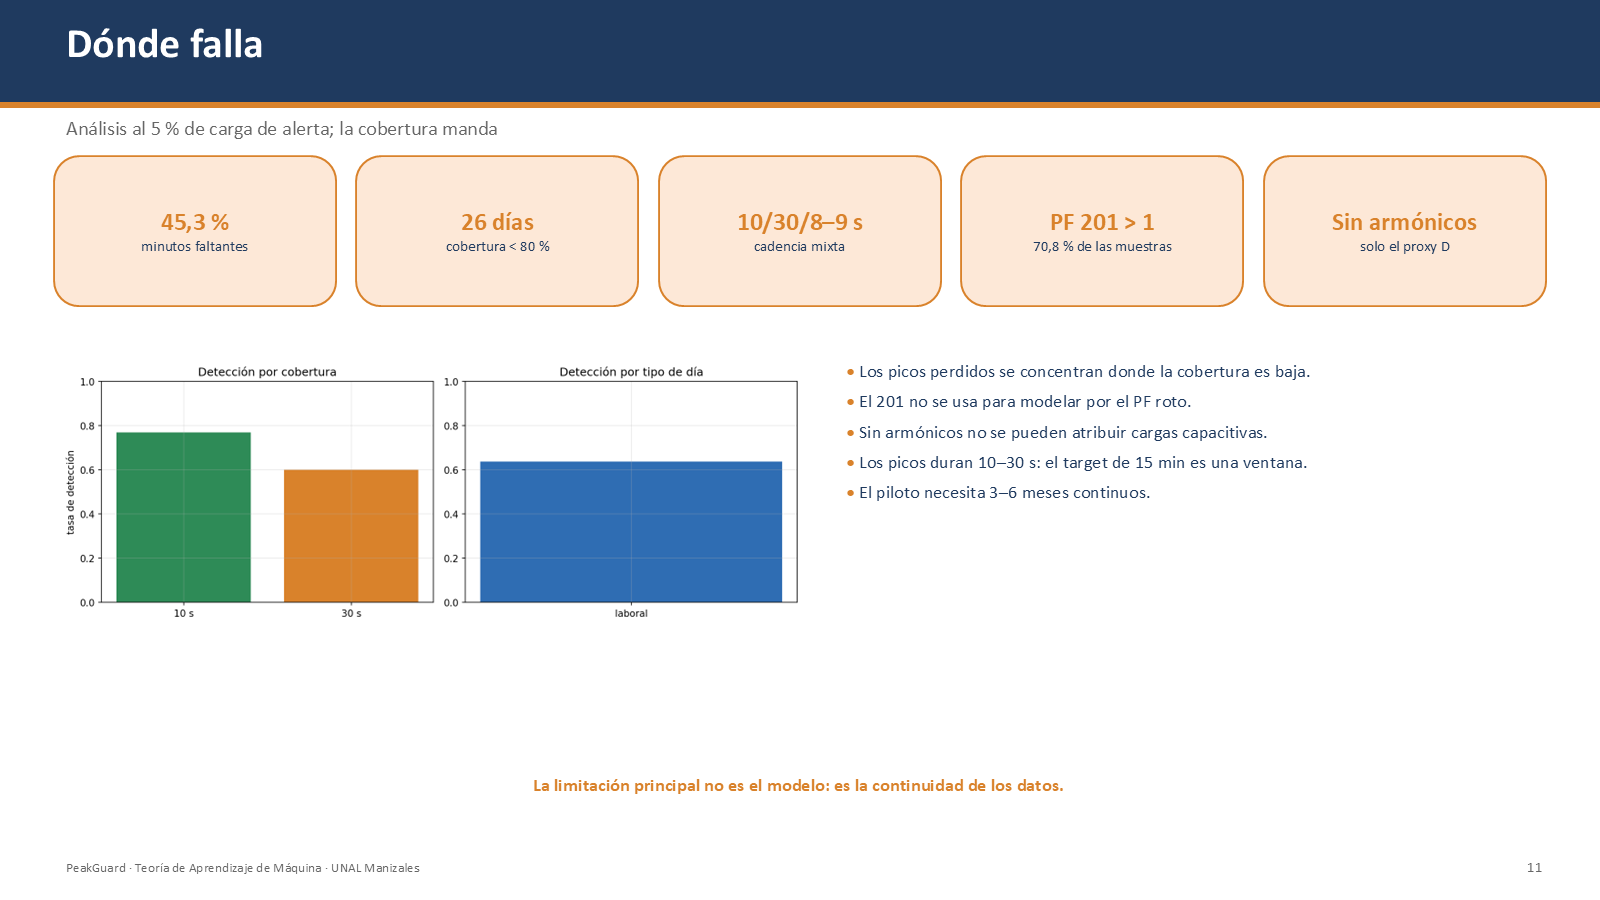 Dónde falla
Análisis al 5 % de carga de alerta; la cobertura manda
45,3 %
minutos faltantes
26 días
cobertura < 80 %
10/30/8–9 s
cadencia mixta
PF 201 > 1
70,8 % de las muestras
Sin armónicos
solo el proxy D
Detección por cobertura
1.0
0.8
0.6
0.4
0.2
0.0
tasa de detección
10 s
30 s
Detección por tipo de día
1.0
0.8
0.6
0.4
0.2
0.0
laboral
• Los picos perdidos se concentran donde la cobertura es baja.
• El 201 no se usa para modelar por el PF roto.
• Sin armónicos no se pueden atribuir cargas capacitivas.
• Los picos duran 10–30 s: el target de 15 min es una ventana.
• El piloto necesita 3–6 meses continuos.
La limitación principal no es el modelo: es la continuidad de los datos.
PeakGuard · Teoría de Aprendizaje de Máquina · UNAL Manizales
11